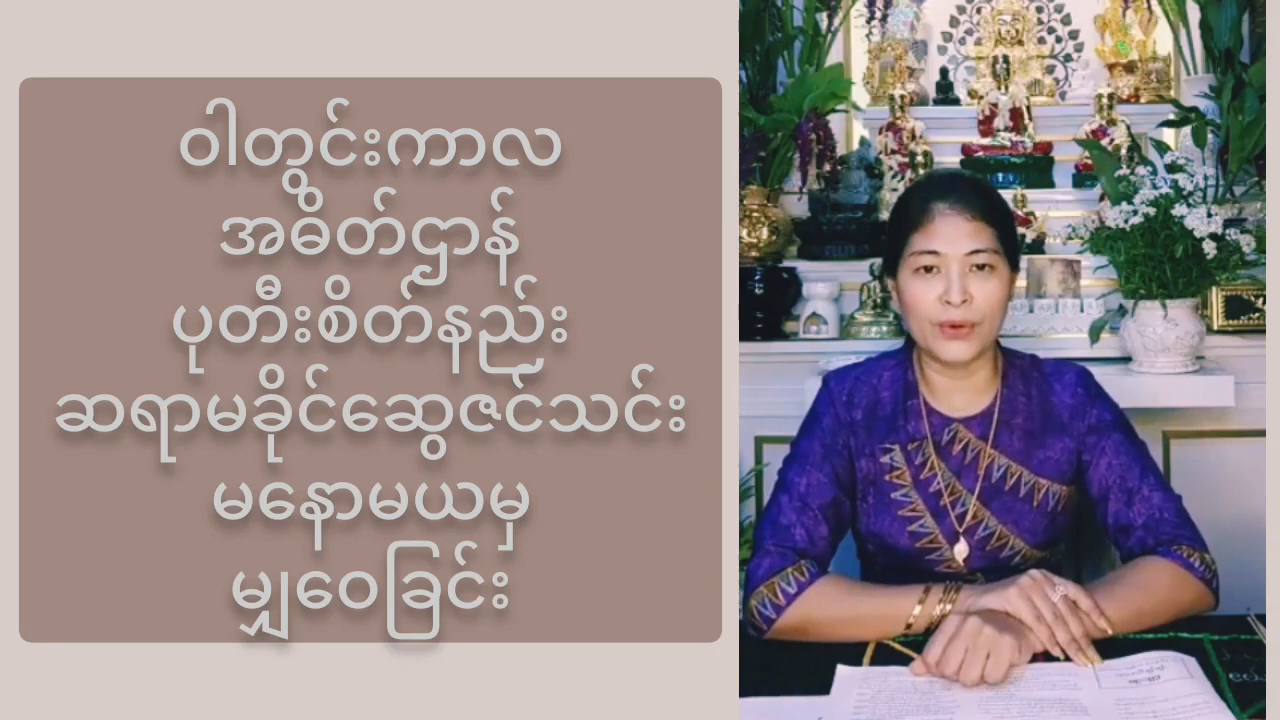 ဝါတွင်းကာလ
အဓိတ်ဌာန်
ပုတီးစိတ်နည်း
ဆရာမခိုင်ဆွေဇင်သင်း
မနောမယမှ
မျှဝေခြင်း